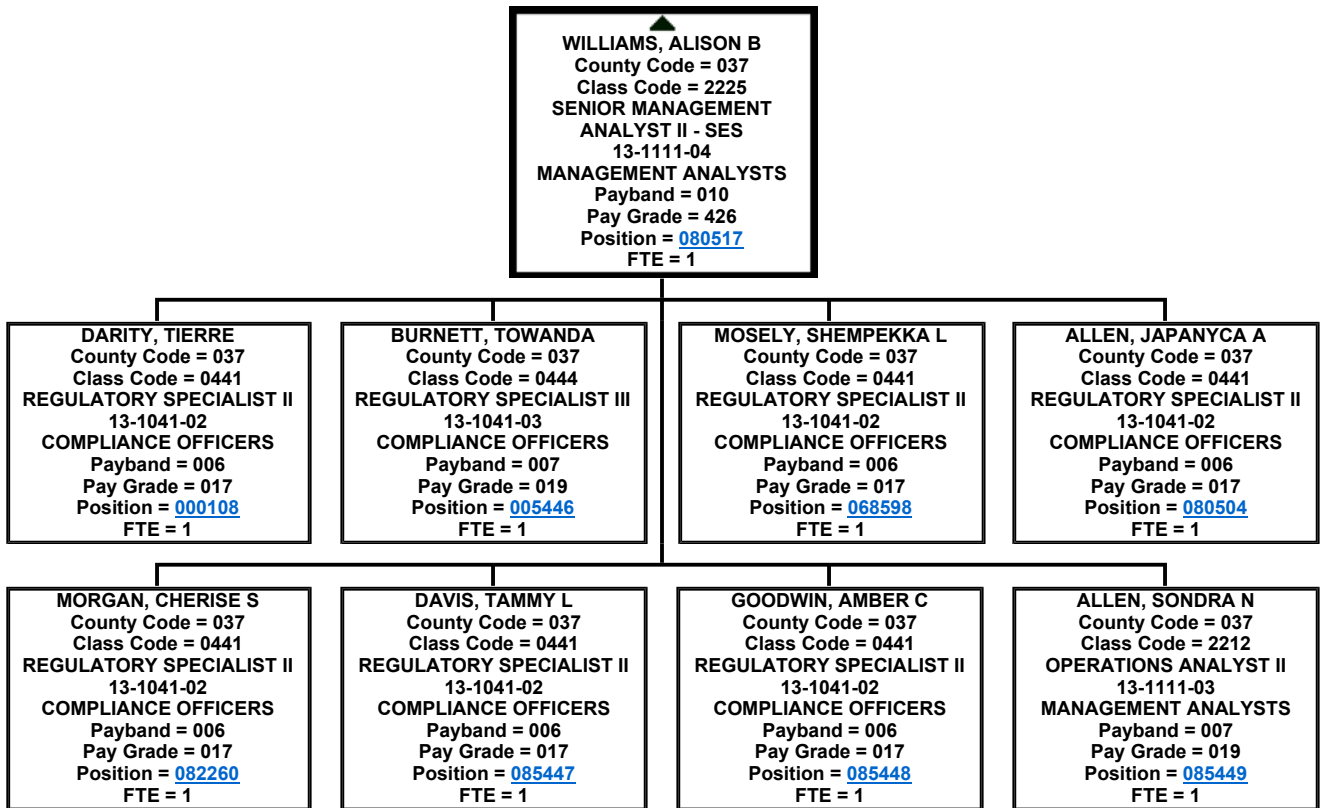 WILLIAMS, ALISON B
County Code = 037
Class Code = 2225
SENIOR MANAGEMENT
ANALYST II - SES
13-1111-04
MANAGEMENT ANALYSTS
Payband = 010
Pay Grade = 426
Position = 080517
FTE = 1
DARITY, TIERRE
County Code = 037
Class Code = 0441
REGULATORY SPECIALIST II
13-1041-02
COMPLIANCE OFFICERS
Payband = 006
Pay Grade = 017
Position = 000108
FTE = 1
BURNETT, TOWANDA
County Code = 037
Class Code = 0444
REGULATORY SPECIALIST III
13-1041-03
COMPLIANCE OFFICERS
Payband = 007
Pay Grade = 019
Position = 005446
FTE = 1
MOSELY, SHEMPEKKA L
County Code = 037
Class Code = 0441
REGULATORY SPECIALIST II
13-1041-02
COMPLIANCE OFFICERS
Payband = 006
Pay Grade = 017
Position = 068598
FTE = 1
ALLEN, JAPANYCA A
County Code = 037
Class Code = 0441
REGULATORY SPECIALIST II
13-1041-02
COMPLIANCE OFFICERS
Payband = 006
Pay Grade = 017
Position = 080504
FTE = 1
MORGAN, CHERISE S
County Code = 037
Class Code = 0441
REGULATORY SPECIALIST II
13-1041-02
COMPLIANCE OFFICERS
Payband = 006
Pay Grade = 017
Position = 082260
FTE = 1
DAVIS, TAMMY L
County Code = 037
Class Code = 0441
REGULATORY SPECIALIST II
13-1041-02
COMPLIANCE OFFICERS
Payband = 006
Pay Grade = 017
Position = 085447
FTE = 1
GOODWIN, AMBER C
County Code = 037
Class Code = 0441
REGULATORY SPECIALIST II
13-1041-02
COMPLIANCE OFFICERS
Payband = 006
Pay Grade = 017
Position = 085448
FTE = 1
ALLEN, SONDRA N
County Code = 037
Class Code = 2212
OPERATIONS ANALYST II
13-1111-03
MANAGEMENT ANALYSTS
Payband = 007
Pay Grade = 019
Position = 085449
FTE = 1